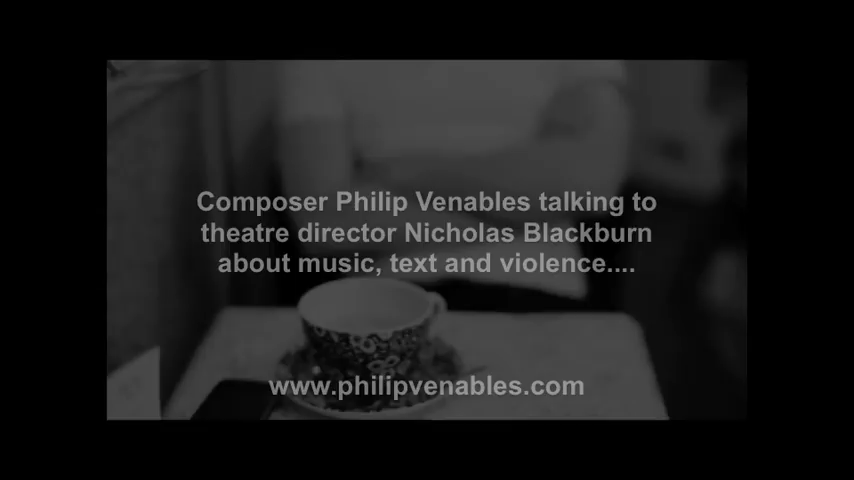 Composer Philip Venables talking to
theatre director Nicholas Blackburn
about music, text and violence....
www.philipvenables.com